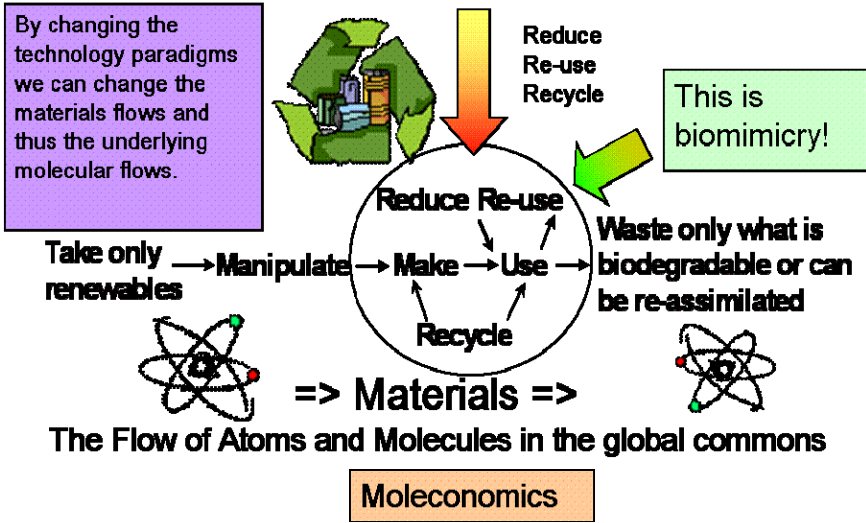 By changing the
technology paradigms
we can change the
materials flows and
thus the underlying
molecular flows.
Reduce
Re-use
Recycle
This is
biomimicry!
Reduce Re-use
Take only
renewables
Manipulate
Make
Use
Waste only what is
biodegradable or can
be re-assimilated
Recycle
=> Materials =>
The Flow of Atoms and Molecules in the global commons
Moleconomics